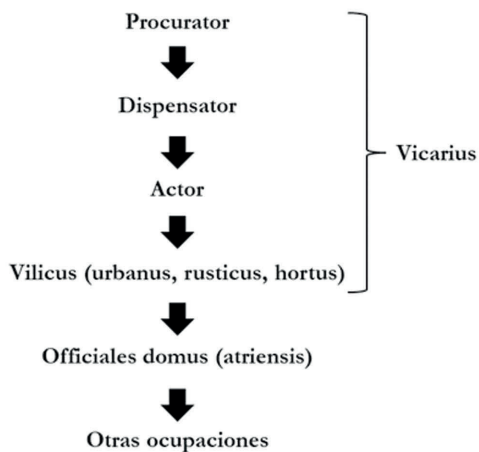 Procurator
Dispensator
Actor
Vicarius
Vilicus (urbanus, rusticus, hortus)
Officiales domus (atriensis)
Otras ocupaciones